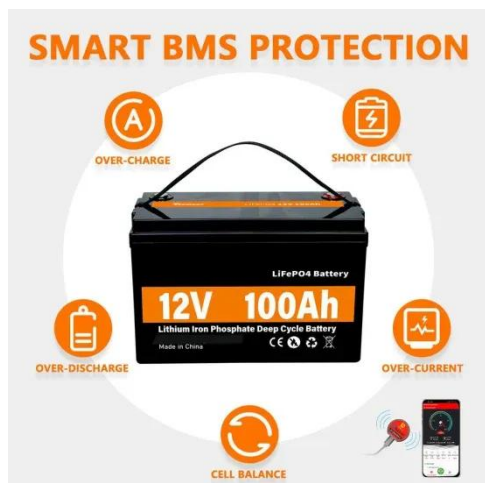 SMART BMS PROTECTION
A
OVER-CHARGE
SHORT CIRCUIT
LiFePO4 Battery
12V 100Ah
Lithium Iron Phosphate Deep Cycle Battery
Made in China
CE
OVER-DISCHARGE
OVER-CURRENT
CELL BALANCE